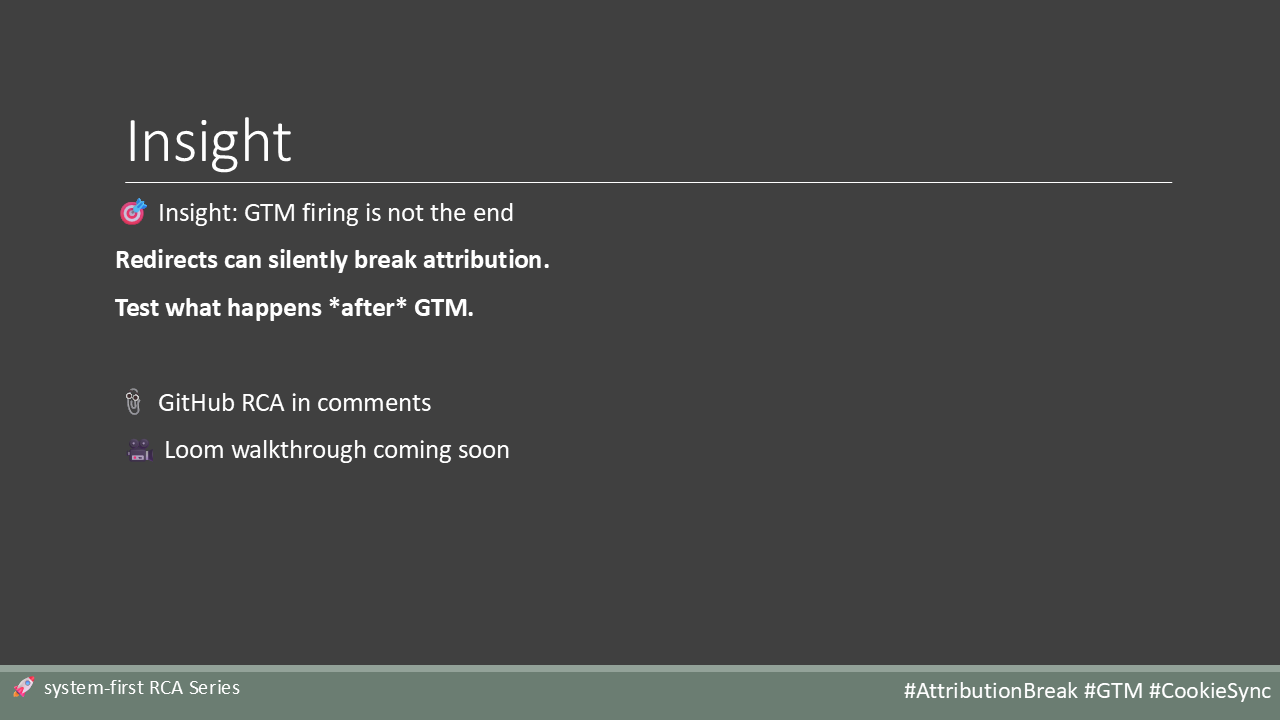 Insight
🎯 Insight: GTM firing is not the end
Redirects can silently break attribution.
Test what happens *after* GTM.
🖇 GitHub RCA in comments
🎥 Loom walkthrough coming soon
🚀 system-first RCA Series
#AttributionBreak #GTM #CookieSync